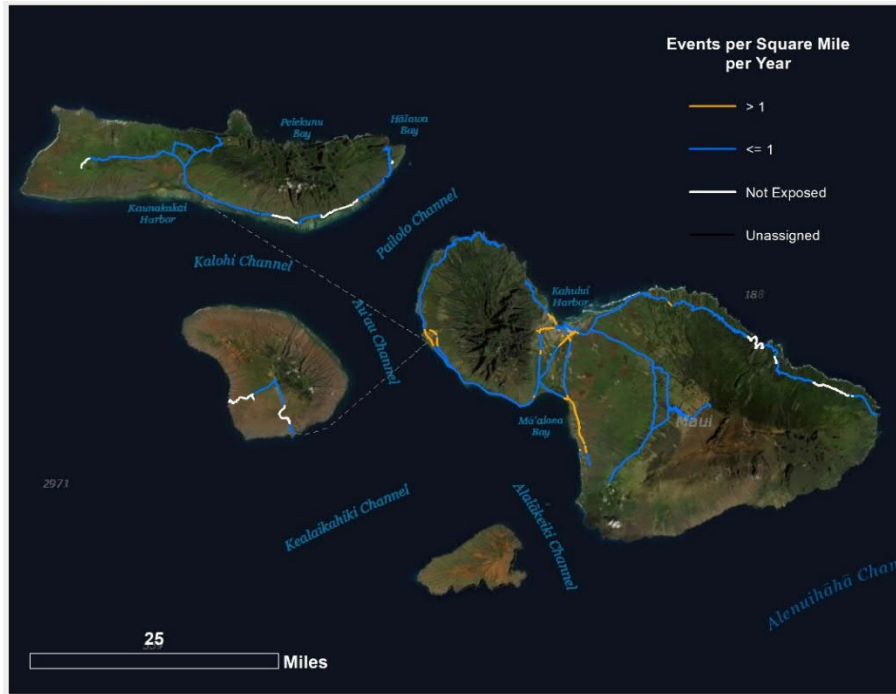 Events per Square Mile
per Year
> 1
<= 1
Not Exposed
Unassigned
Pelekunu
Bay
Hālawa
Bay
Kaunakakai
Harbor
Pailolo Channel
Kalohi Channel
Au'au Channel
Kahului
Harbor
188
Mā'alaea
Bay
Maui
2971
Kealaikahiki Channel
Alalākeiki Channel
Alenuihāhā Chan
25
Miles